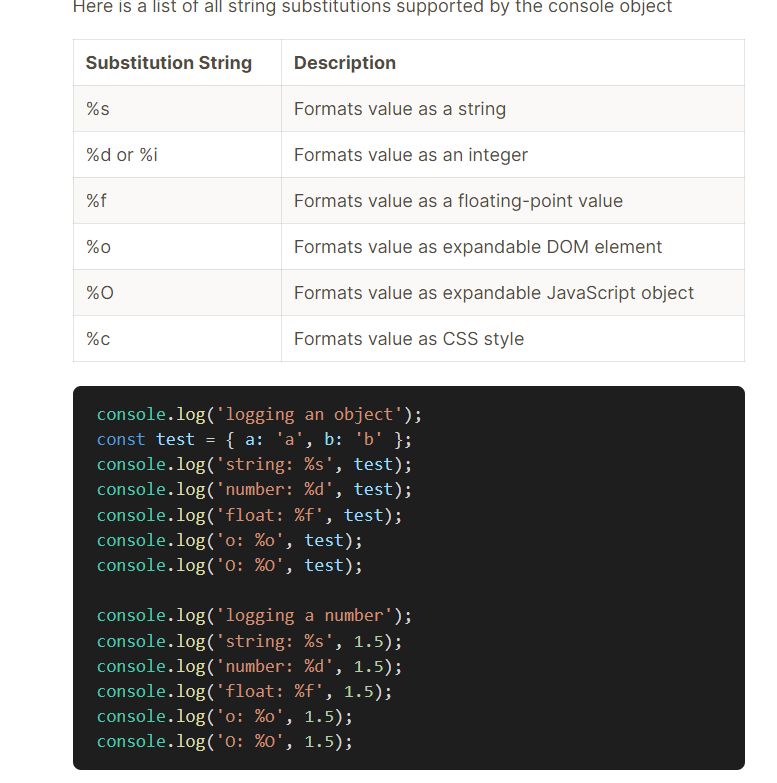 Here is a list of all string substitutions supported by the console object
Substitution String Description
%s Formats value as a string
%d or %i Formats value as an integer
%f Formats value as a floating-point value
%o Formats value as expandable DOM element
%O Formats value as expandable JavaScript object
%c Formats value as CSS style
console.log('logging an object');
const test = { a: 'a', b: 'b' };
console.log('string: %s', test);
console.log('number: %d', test);
console.log('float: %f', test);
console.log('o: %o', test);
console.log('O: %O', test);
console.log('logging a number');
console.log('string: %s', 1.5);
console.log('number: %d', 1.5);
console.log('float: %f', 1.5);
console.log('o: %o', 1.5);
console.log('O: %O', 1.5);